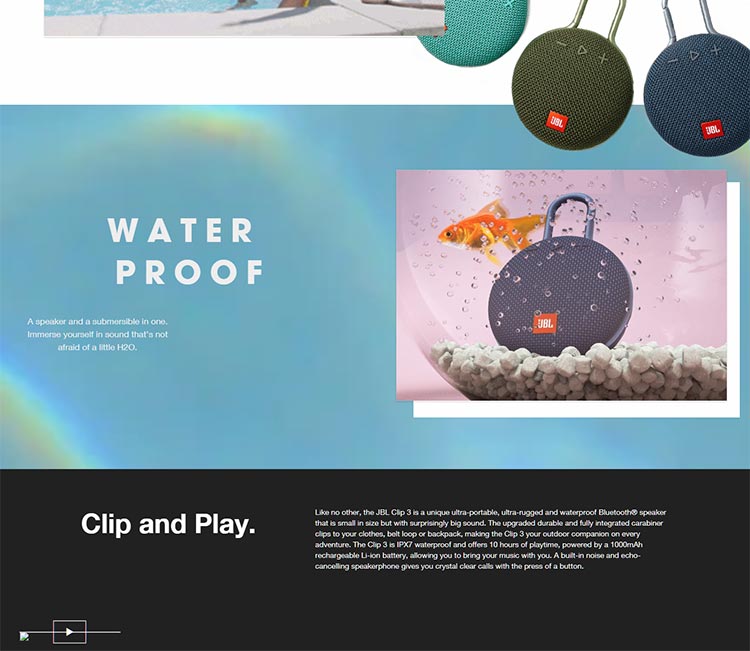 JBL
JBL
WATER
PROOF
A speaker and a submersible in one.
Immerse yourself in sound that's not
afraid of a little H2O.
JBL
Clip and Play.
Like no other, the JBL Clip 3 is a unique ultra-portable, ultra-rugged and waterproof Bluetooth® speaker
that is small in size but with surprisingly big sound. The upgraded durable and fully integrated carabiner
clips to your clothes, belt loop or backpack, making the Clip 3 your outdoor companion on every
adventure. The Clip 3 is IPX7 waterproof and offers 10 hours of playtime, powered by a 1000mAh
rechargeable Li-ion battery, allowing you to bring your music with you. A built-in noise and echo-
cancelling speakerphone gives you crystal clear calls with the press of a button.